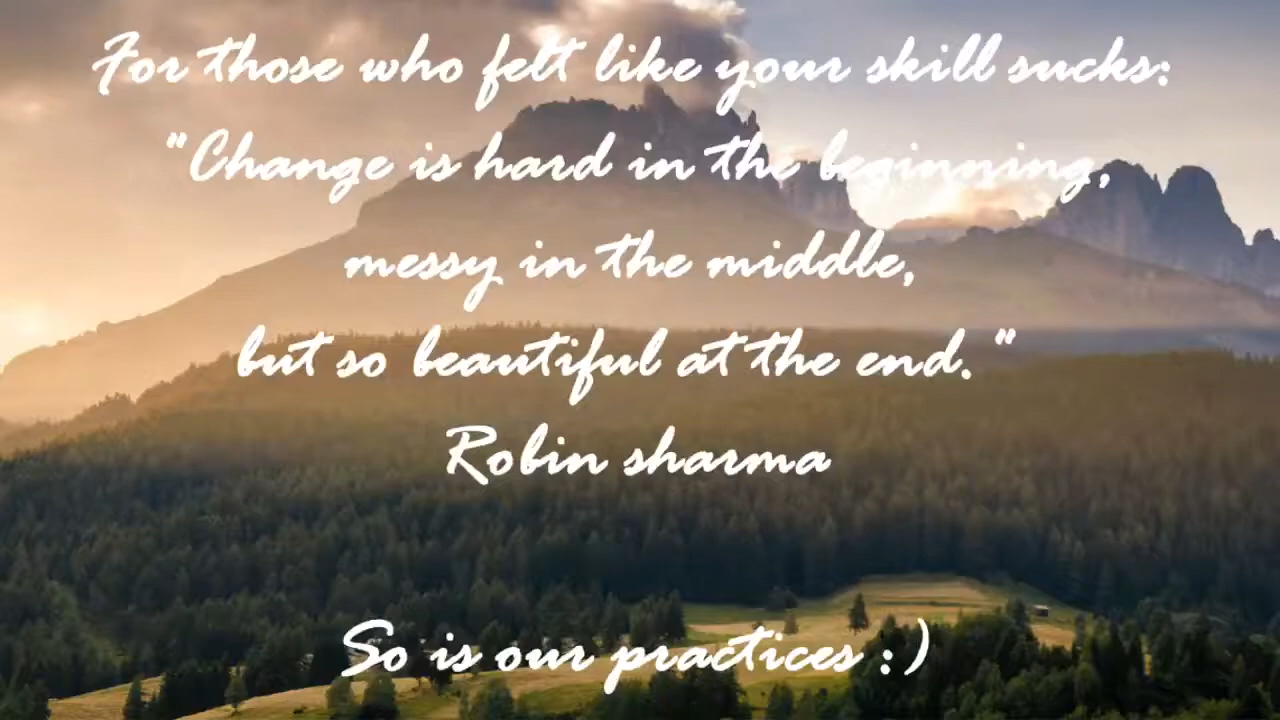 For those who felt like your skill sucks:
"Change is hard in the beginning,
messy in the middle,
but so beautiful at the end."
Robin sharma
So is our practices :)